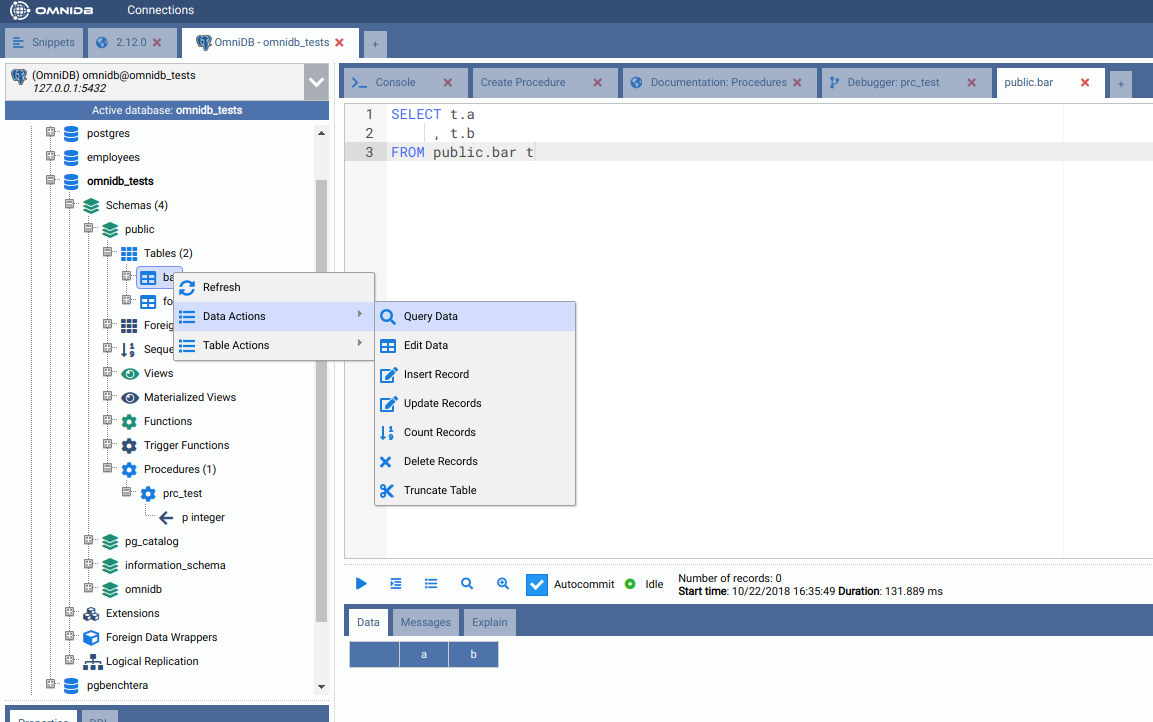 OMNIDB Connections
Snippets 2.12.0 OmniDB - omnidb_tests +
(OmniDB) omnidb@omnidb_tests
127.0.0.1:5432
Active database: omnidb_tests
postgres
employees
omnidb_tests
Schemas (4)
public
Tables (2)
ba
fo
Foreig
Seque
Views
Materialized Views
Functions
Trigger Functions
Procedures (1)
prc_test
p integer
pg_catalog
information_schema
omnidb
Extensions
Foreign Data Wrappers
Logical Replication
pgbenchtera
Properties DDL
Refresh
Data Actions
Table Actions
Query Data
Edit Data
Insert Record
Update Records
Count Records
Delete Records
Truncate Table
Console Create Procedure Documentation: Procedures Debugger: prc_test public.bar +
1 SELECT t.a
2 , t.b
3 FROM public.bar t
Autocommit Idle
Number of records: 0
Start time: 10/22/2018 16:35:49 Duration: 131.889 ms
Data Messages Explain
a b